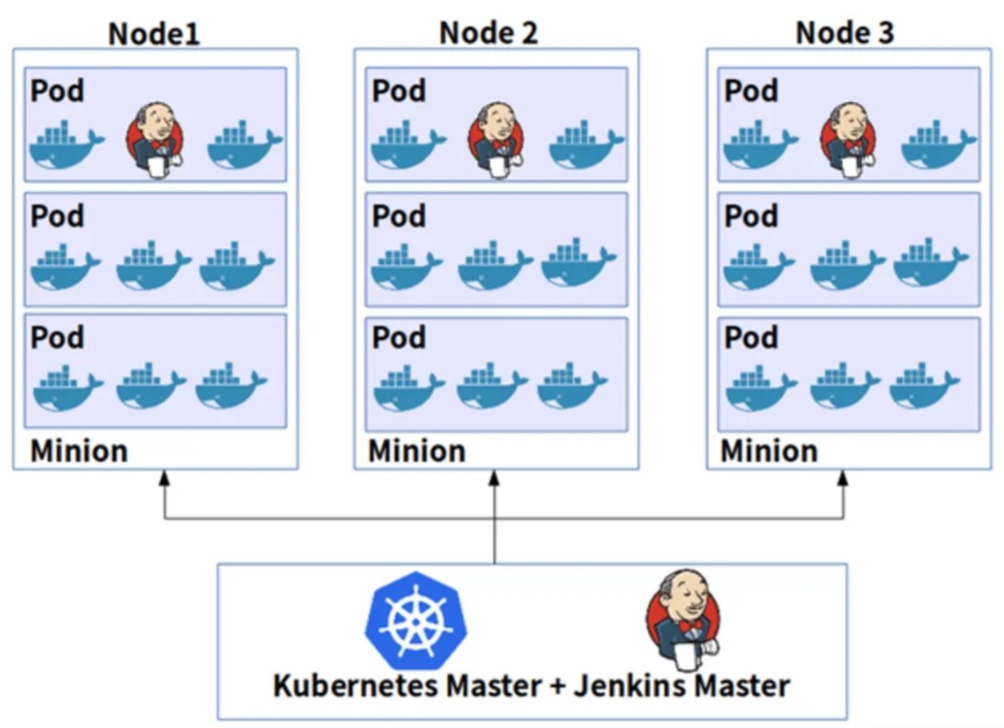 Node1
Node 2
Node 3
Pod
Pod
Pod
Pod
Pod
Pod
Pod
Pod
Pod
Minion
Minion
Minion
Kubernetes Master + Jenkins Master